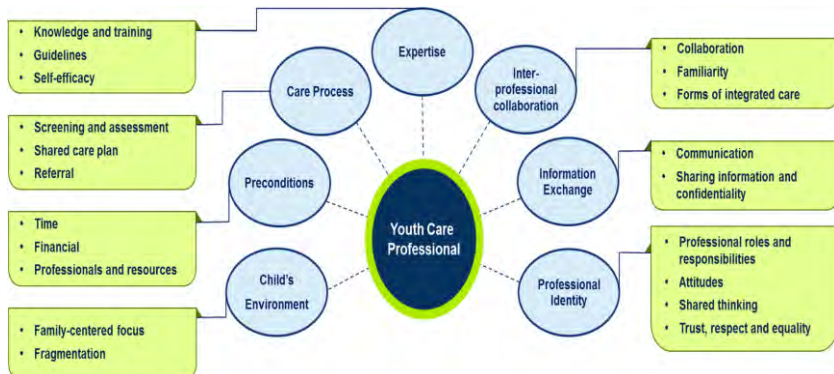 • Knowledge and training
• Guidelines
• Self-efficacy
Expertise
Inter-
professional
collaboration
• Collaboration
• Familiarity
• Forms of integrated care
Care Process
• Screening and assessment
• Shared care plan
• Referral
Information
Exchange
• Communication
• Sharing information and
confidentiality
Preconditions
• Time
• Financial
• Professionals and resources
Youth Care
Professional
Child's
Environment
• Family-centered focus
• Fragmentation
Professional
Identity
• Professional roles and
responsibilities
• Attitudes
• Shared thinking
• Trust, respect and equality